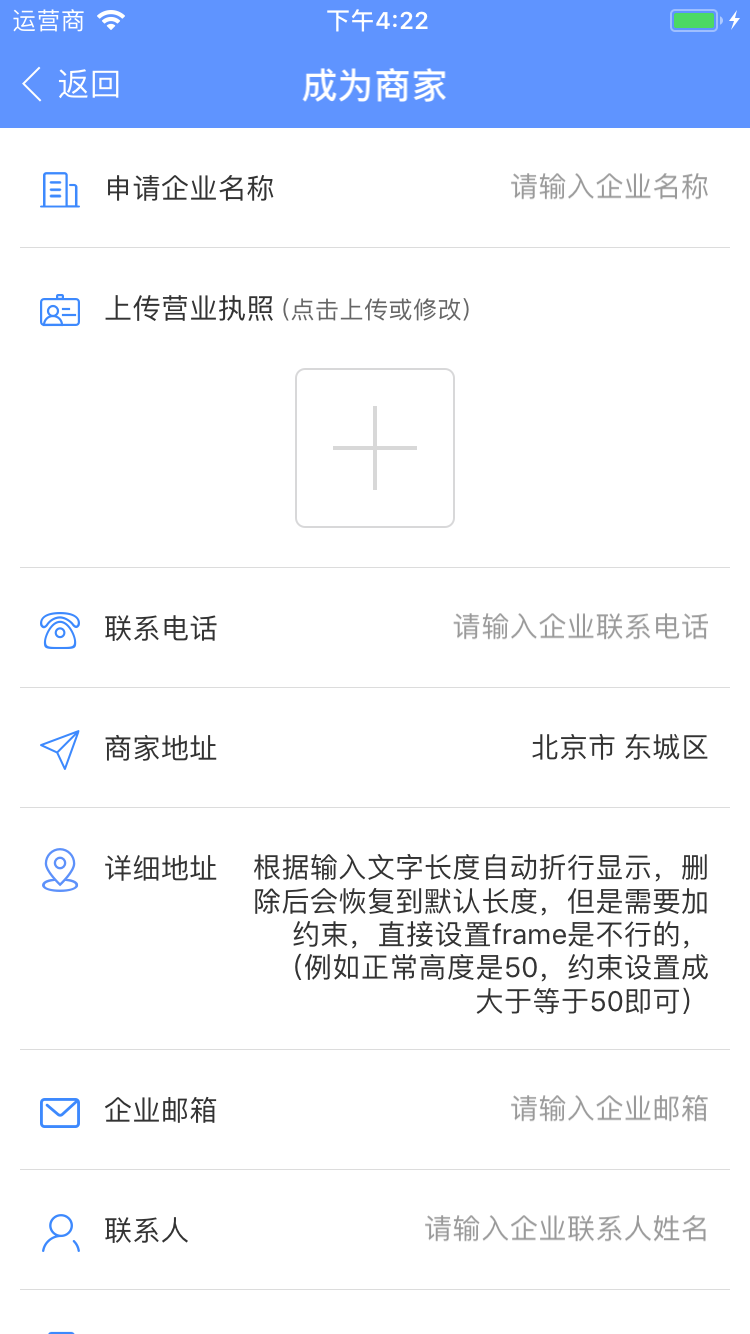 运营商 下午4:22
返回 成为商家
申请企业名称 请输入企业名称
上传营业执照 (点击上传或修改)
联系电话 请输入企业联系电话
商家地址 北京市 东城区
详细地址 根据输入文字长度自动折行显示，删
除后会恢复到默认长度，但是需要加
约束，直接设置frame是不行的，
（例如正常高度是50，约束设置成
大于等于50即可）
企业邮箱 请输入企业邮箱
联系人 请输入企业联系人姓名